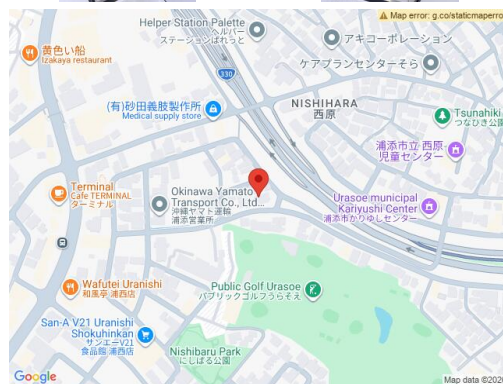 Map error: g.co/staticmaperr
Helper Station Palette
ヘルパー
ステーションぱれっと
アキコーポレーション
黄色い船
Izakaya restaurant
ケアプランセンターそら
330
(有)砂田義肢製作所
Medical supply store
NISHIHARA
西原
Tsunahiki
つなひき公園
浦添市立 西原
児童センター
Terminal
Cafe TERMINAL
ターミナル
Okinawa Yamato
Transport Co., Ltd...
沖縄ヤマト運輸
浦添営業所
Urasoe municipal
Kariyushi Center
浦添市かりゆしセンター
Wafutei Uranishi
和風亭 浦西店
Public Golf Urasoe
パブリックゴルフうらそえ
San-A V21 Uranishi
Shokuhinkan
サンエーV21
食品館 浦西店
Nishibaru Park
にしばる公園
Google
Map data ©202